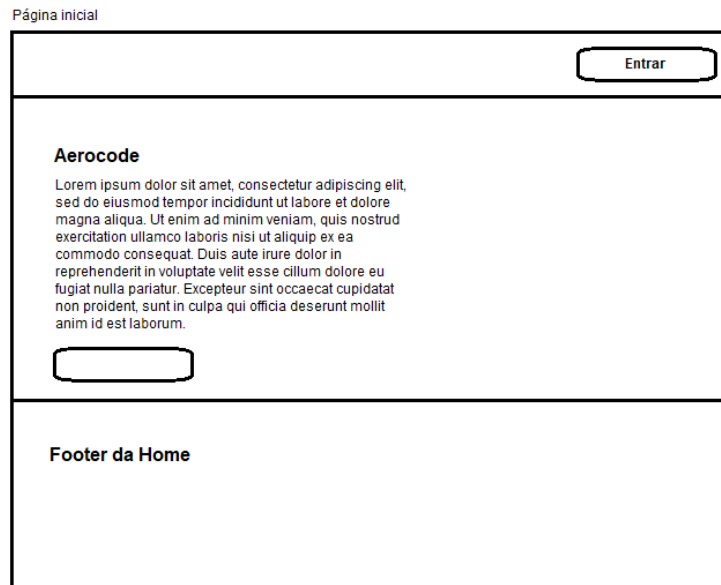 Página inicial
Entrar
Aerocode
Lorem ipsum dolor sit amet, consectetur adipiscing elit,
sed do eiusmod tempor incididunt ut labore et dolore
magna aliqua. Ut enim ad minim veniam, quis nostrud
exercitation ullamco laboris nisi ut aliquip ex ea
commodo consequat. Duis aute irure dolor in
reprehenderit in voluptate velit esse cillum dolore eu
fugiat nulla pariatur. Excepteur sint occaecat cupidatat
non proident, sunt in culpa qui officia deserunt mollit
anim id est laborum.
Footer da Home